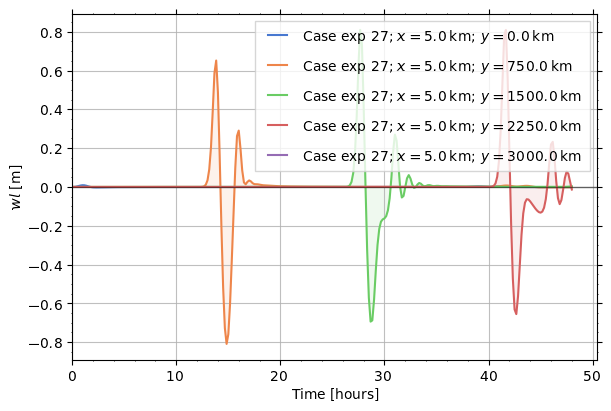 Case exp 27; x = 5.0 km; y = 0.0 km
Case exp 27; x = 5.0 km; y = 750.0 km
Case exp 27; x = 5.0 km; y = 1500.0 km
Case exp 27; x = 5.0 km; y = 2250.0 km
Case exp 27; x = 5.0 km; y = 3000.0 km
wl [m]
0.8
0.6
0.4
0.2
0.0
−0.2
−0.4
−0.6
−0.8
0 10 20 30 40 50
Time [hours]